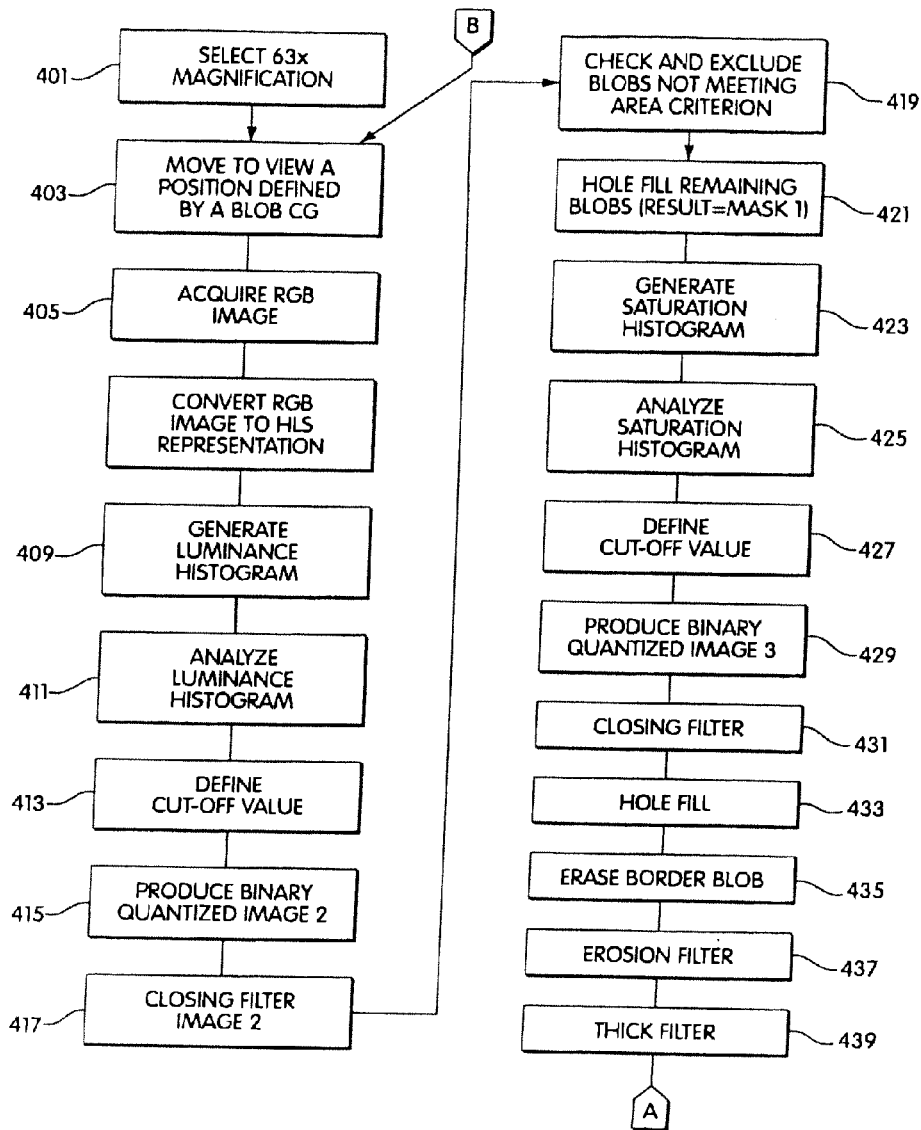 B
401
SELECT 63x
MAGNIFICATION
403
MOVE TO VIEW A
POSITION DEFINED
BY A BLOB CG
405
ACQUIRE RGB
IMAGE
CONVERT RGB
IMAGE TO HLS
REPRESENTATION
409
GENERATE
LUMINANCE
HISTOGRAM
411
ANALYZE
LUMINANCE
HISTOGRAM
413
DEFINE
CUT-OFF VALUE
415
PRODUCE BINARY
QUANTIZED IMAGE 2
417
CLOSING FILTER
IMAGE 2
CHECK AND EXCLUDE
BLOBS NOT MEETING
AREA CRITERION
419
HOLE FILL REMAINING
BLOBS (RESULT=MASK 1)
421
GENERATE
SATURATION
HISTOGRAM
423
ANALYZE
SATURATION
HISTOGRAM
425
DEFINE
CUT-OFF VALUE
427
PRODUCE BINARY
QUANTIZED IMAGE 3
429
CLOSING FILTER
431
HOLE FILL
433
ERASE BORDER BLOB
435
EROSION FILTER
437
THICK FILTER
439
A